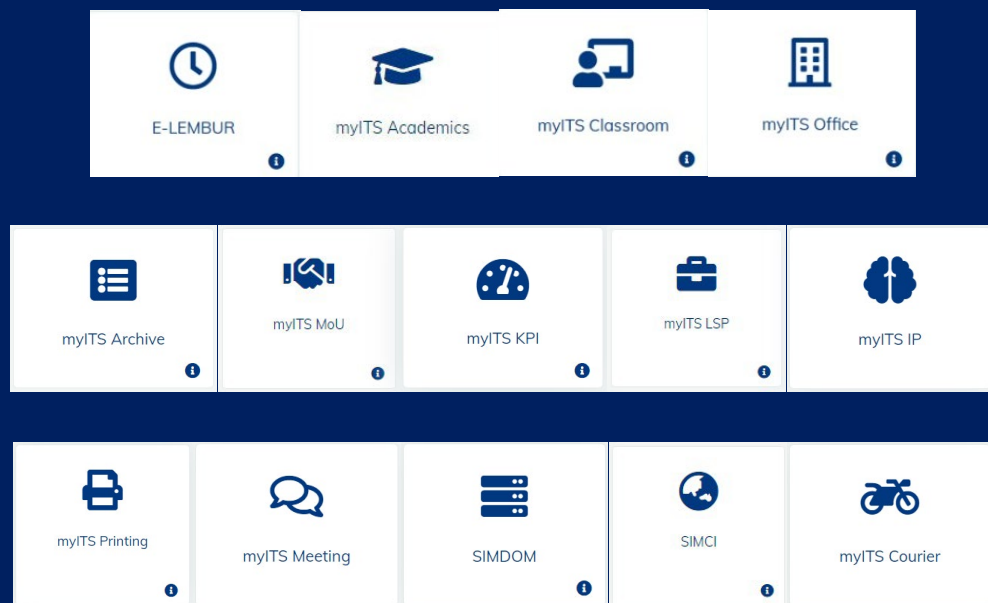 E-LEMBUR
myITS Academics
myITS Classroom
myITS Office
myITS Archive
myITS MoU
myITS KPI
myITS LSP
myITS IP
myITS Printing
myITS Meeting
SIMDOM
SIMCI
myITS Courier